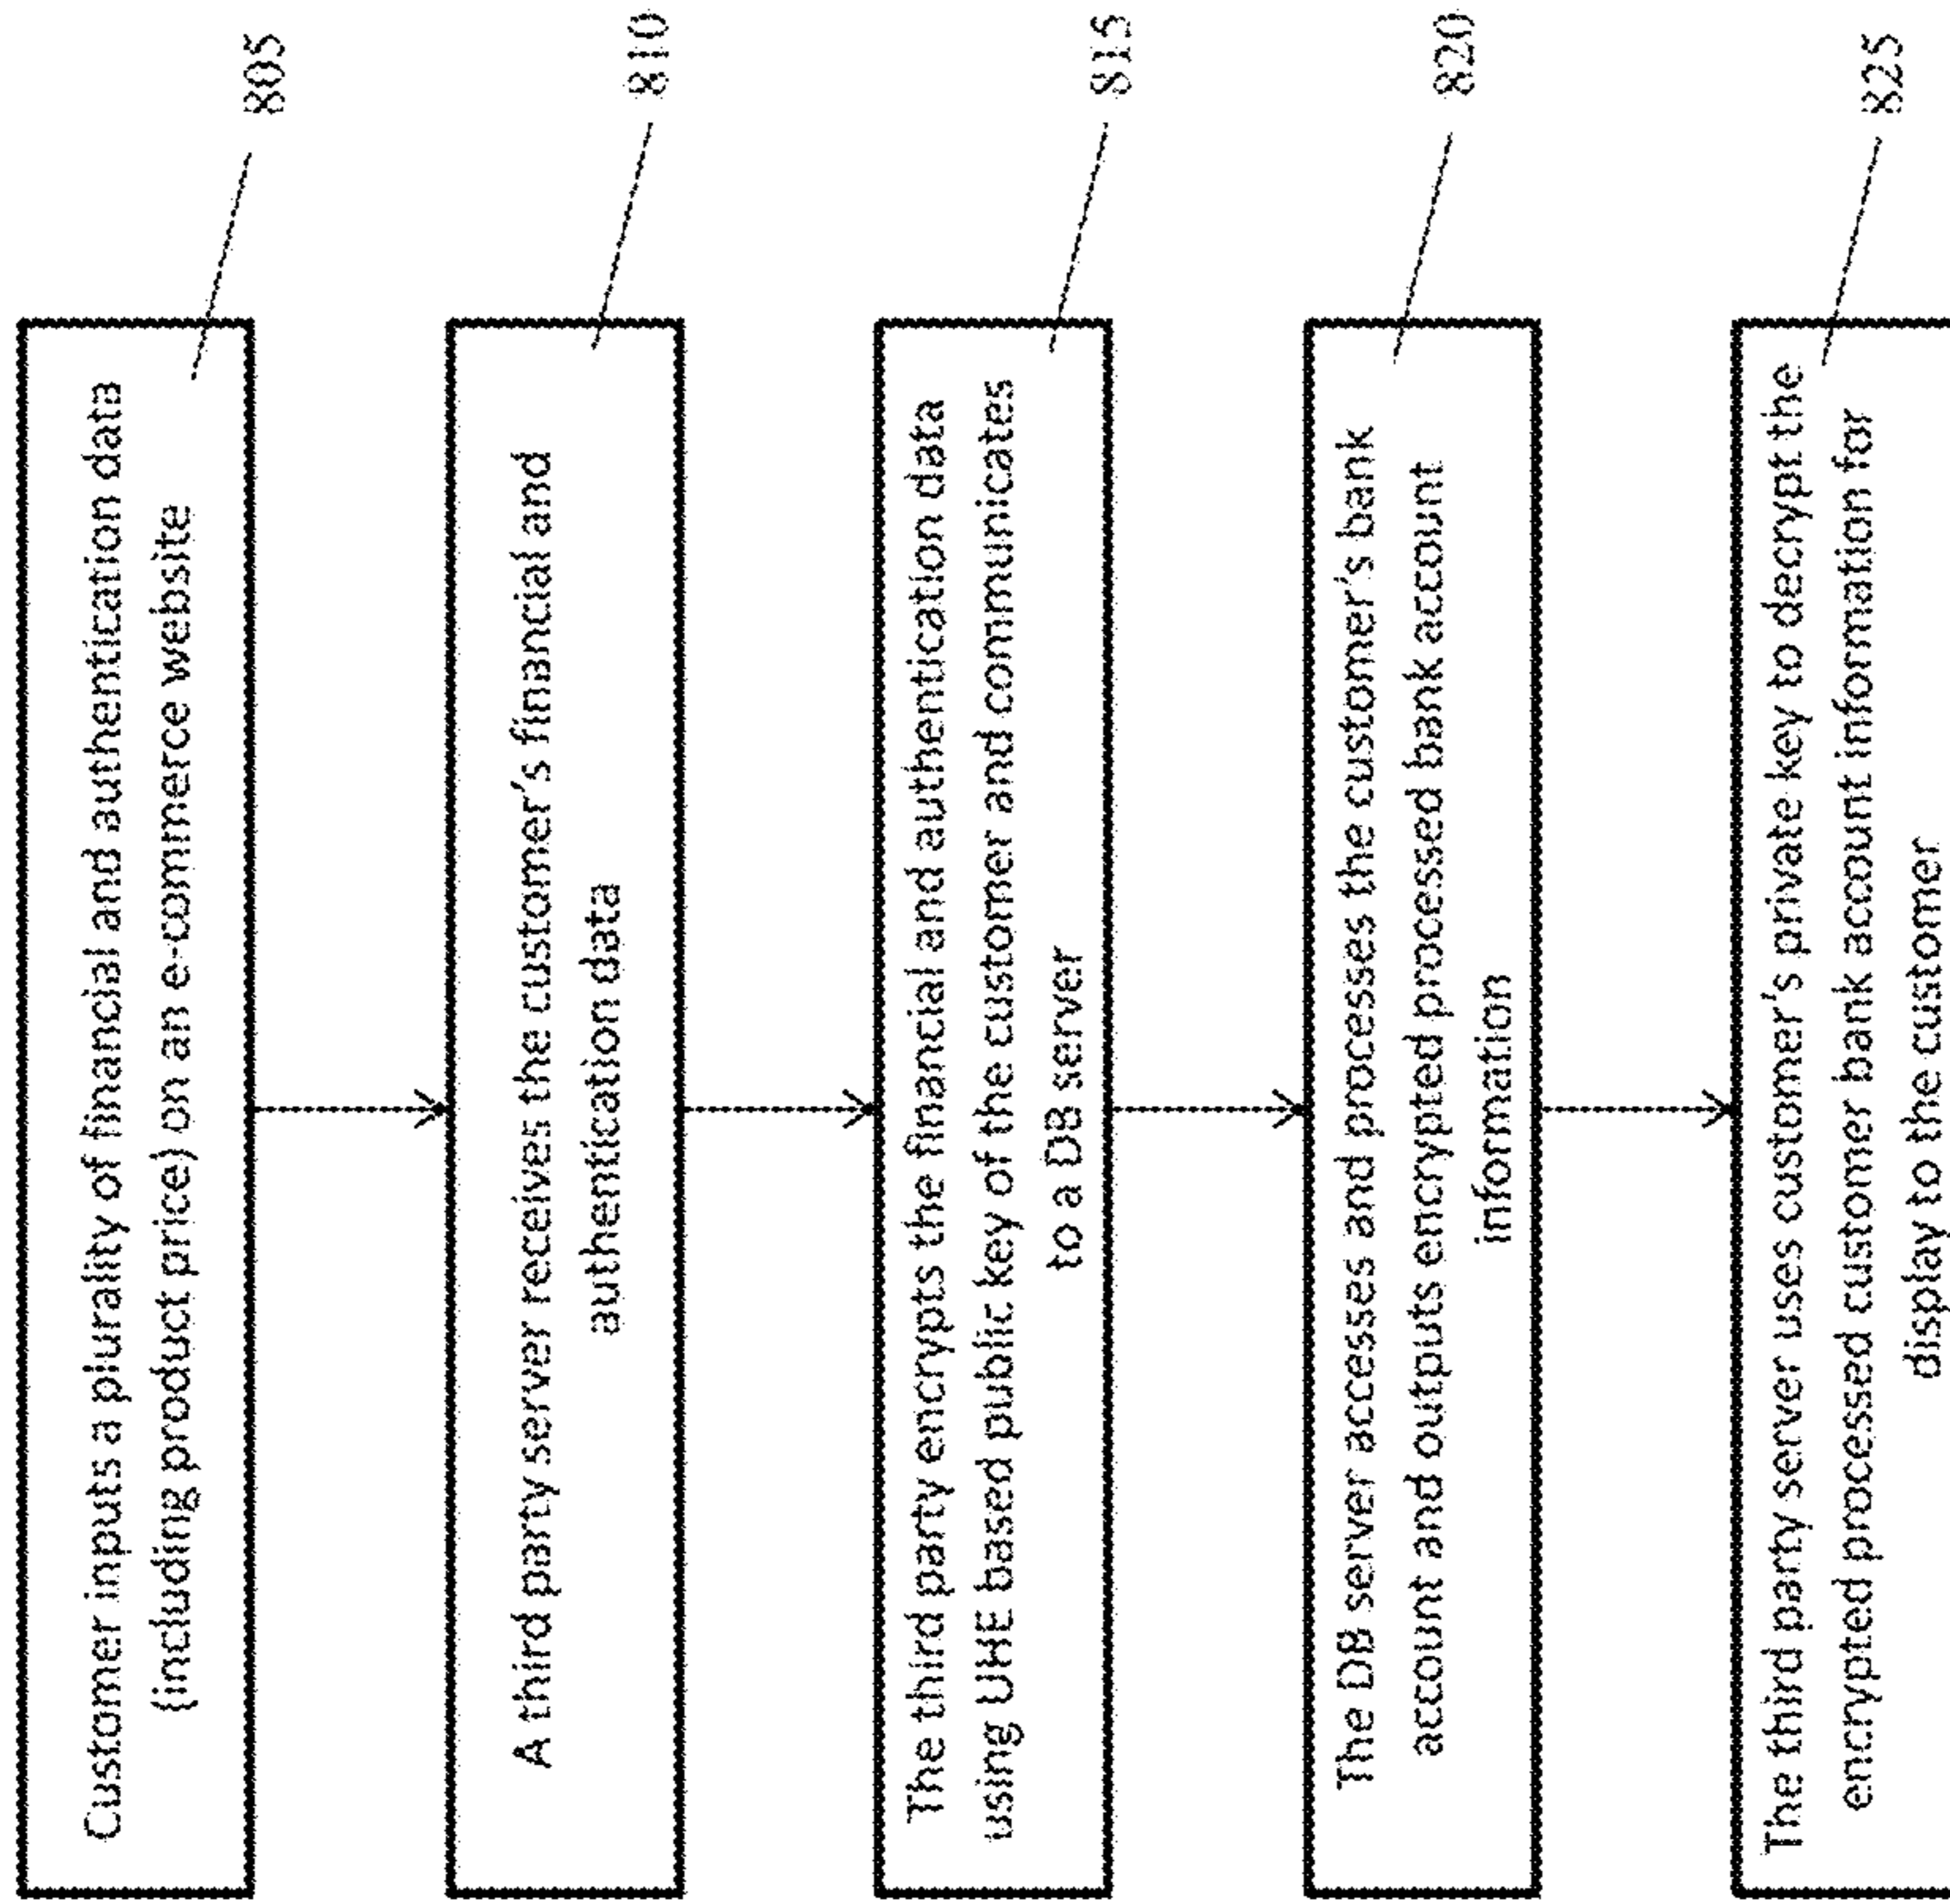 Customer inputs a plurality of financial and authentication data
(including product price) on an e-commerce website
805
A third party server receives the customer's financial and
authentication data
810
The third party encrypts the financial and authentication data
using UHE based public key of the customer and communicates
to a DB server
815
The DB server accesses and processes the customer's bank
account and outputs encrypted processed bank account
information
820
The third party server uses customer's private key to decrypt the
encrypted processed customer bank account information for
display to the customer
825